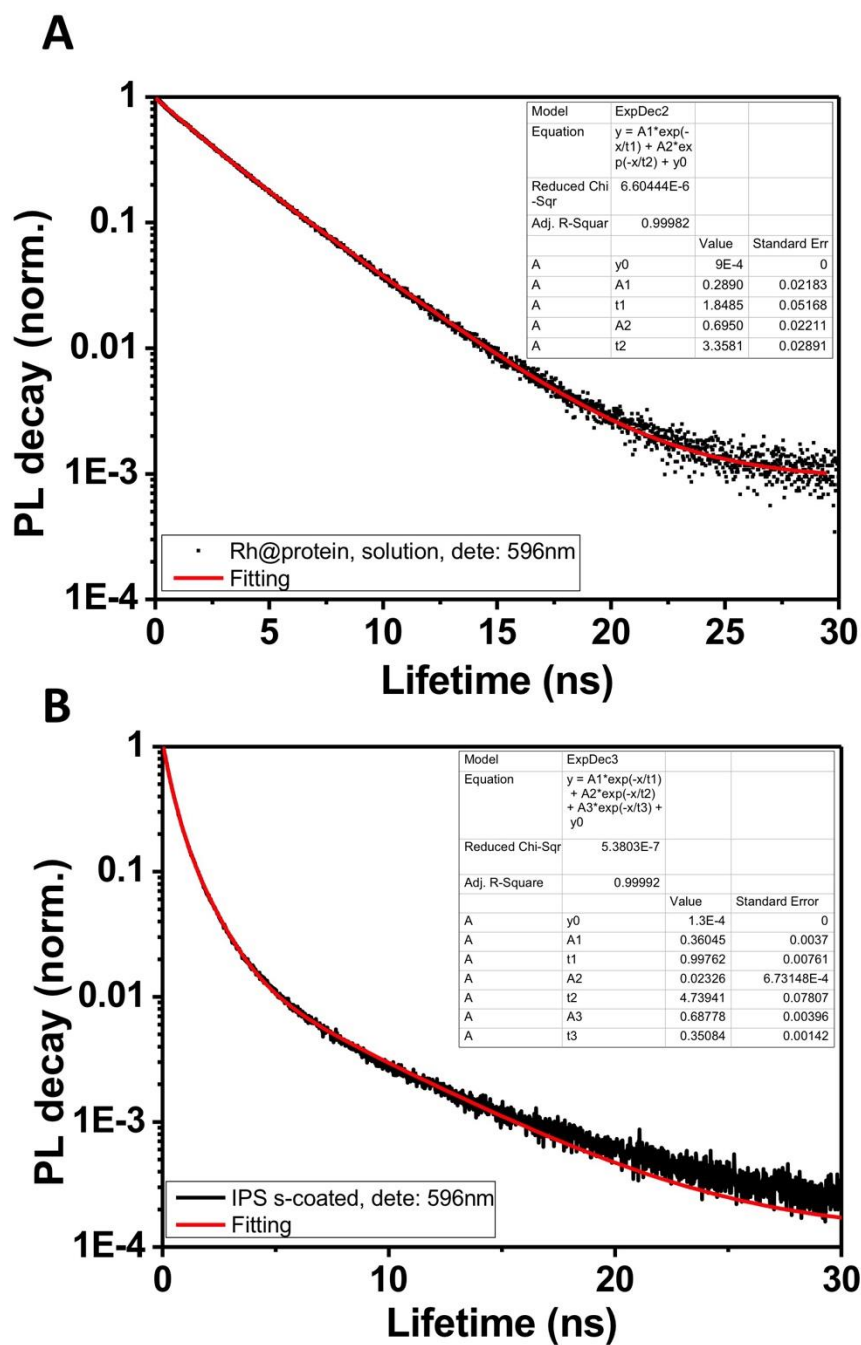 A
PL decay (norm.)
1
0.1
0.01
1E-3
1E-4
Model ExpDec2
Equation y = A1*exp(-
x/t1) + A2*ex
p(-x/t2) + y0
Reduced Chi
-Sqr 6.60444E-6
Adj. R-Squar 0.99982
Value Standard Err
A y0 9E-4 0
A A1 0.2890 0.02183
A t1 1.8485 0.05168
A A2 0.6950 0.02211
A t2 3.3581 0.02891
Rh@protein, solution, dete: 596nm
Fitting
0 5 10 15 20 25 30
Lifetime (ns)
B
PL decay (norm.)
1
0.1
0.01
1E-3
1E-4
Model ExpDec3
Equation y = A1*exp(-x/t1)
+ A2*exp(-x/t2)
+ A3*exp(-x/t3) +
y0
Reduced Chi-Sqr 5.3803E-7
Adj. R-Square 0.99992
Value Standard Error
A y0 1.3E-4 0
A A1 0.36045 0.0037
A t1 0.99762 0.00761
A A2 0.02326 6.73148E-4
A t2 4.73941 0.07807
A A3 0.68778 0.00396
A t3 0.35084 0.00142
IPS s-coated, dete: 596nm
Fitting
0 10 20 30
Lifetime (ns)